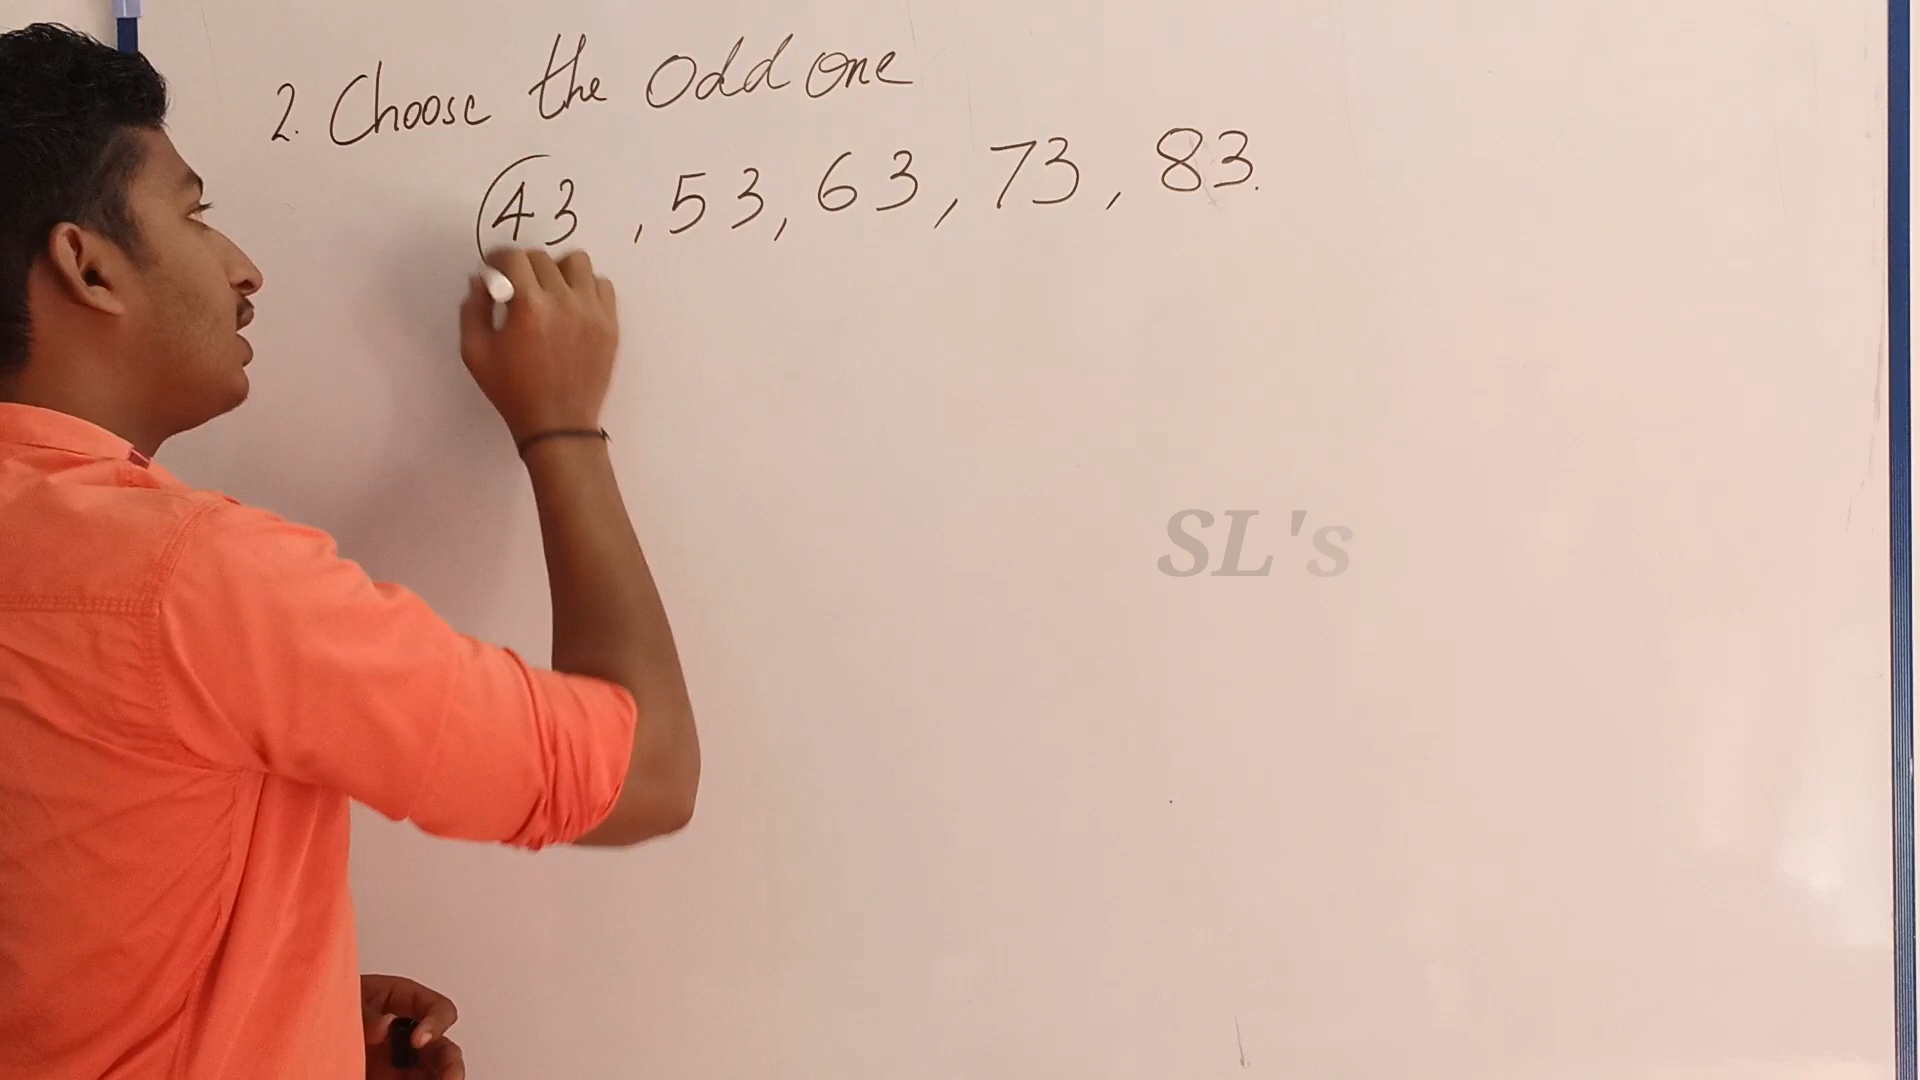 2. Choose the odd one
43, 53, 63, 73, 83.
SL's